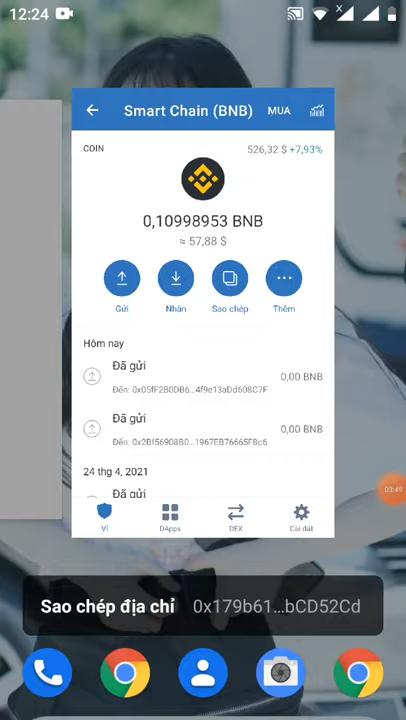 12:24
Smart Chain (BNB) MUA
COIN 526,32 $ +7,93%
0,10998953 BNB
≈ 57,88 $
Gửi Nhận Sao chép Thêm
Hôm nay
Đã gửi
0,00 BNB
Đến: 0x05fF2B0DB6...4f9e13aDd608C7F
Đã gửi
0,00 BNB
Đến: 0x2Bf56908B0...1967EB76665F8c6
24 thg 4, 2021
Đã gửi
Ví DApps DEX Cài đặt
03:49
Sao chép địa chỉ 0x179b61...bCD52Cd